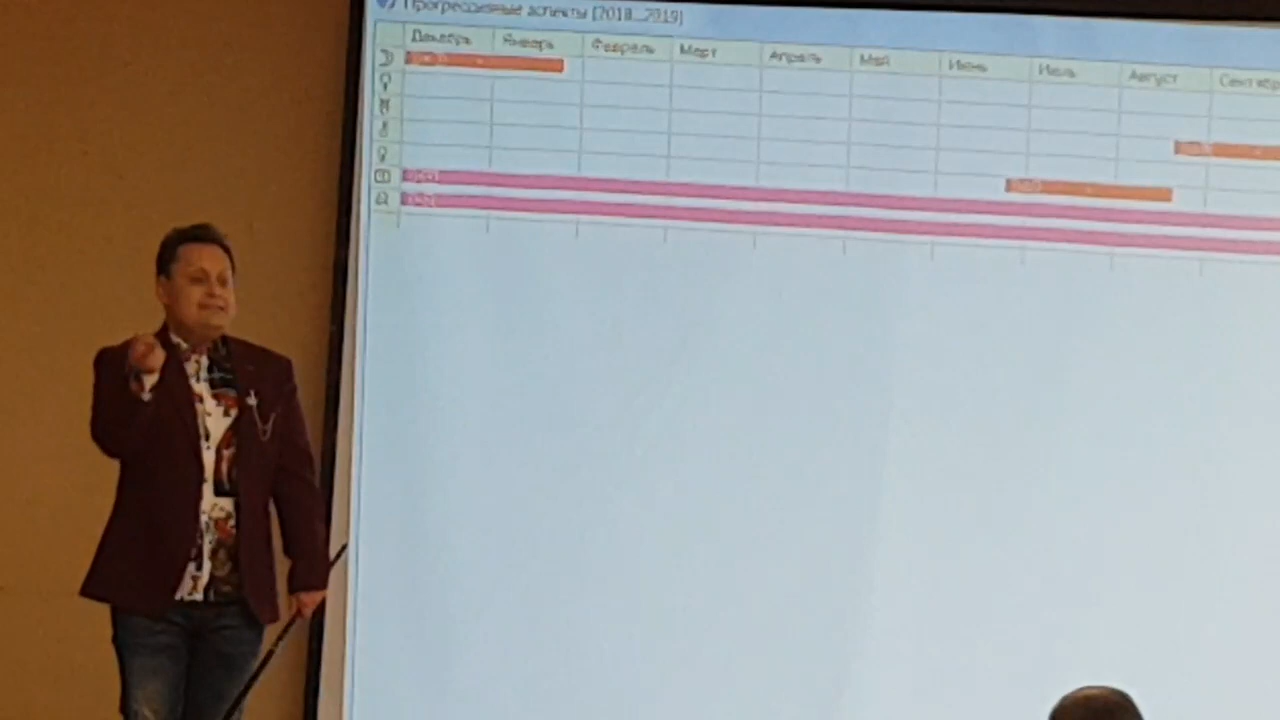 Прогрессивные аспекты [2018...2019]
Декабрь Январь Февраль Март Апрель Май Июнь Июль Август